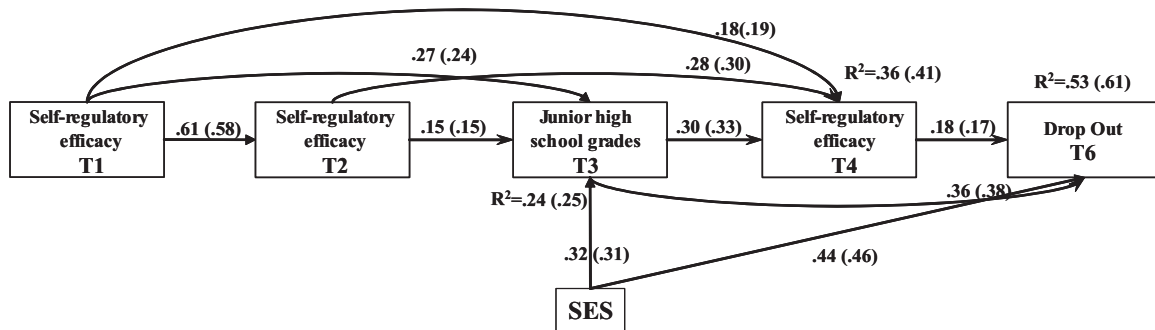 .18(.19)
.27 (.24)
.28 (.30)
R²=.36 (.41)
R²=.53 (.61)
Self-regulatory
efficacy
T1
.61 (.58)
Self-regulatory
efficacy
T2
.15 (.15)
Junior high
school grades
T3
.30 (.33)
Self-regulatory
efficacy
T4
.18 (.17)
Drop Out
T6
R²=.24 (.25)
.36 (.38)
.32 (.31)
.44 (.46)
SES